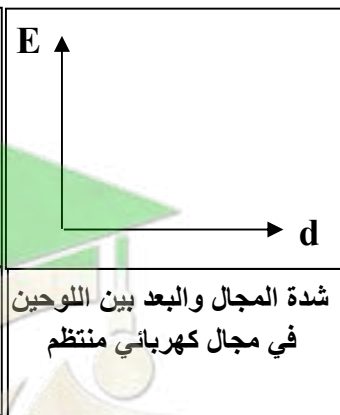 E
d
شدة المجال والبعد بين اللوحين
في مجال كهربائي منتظم